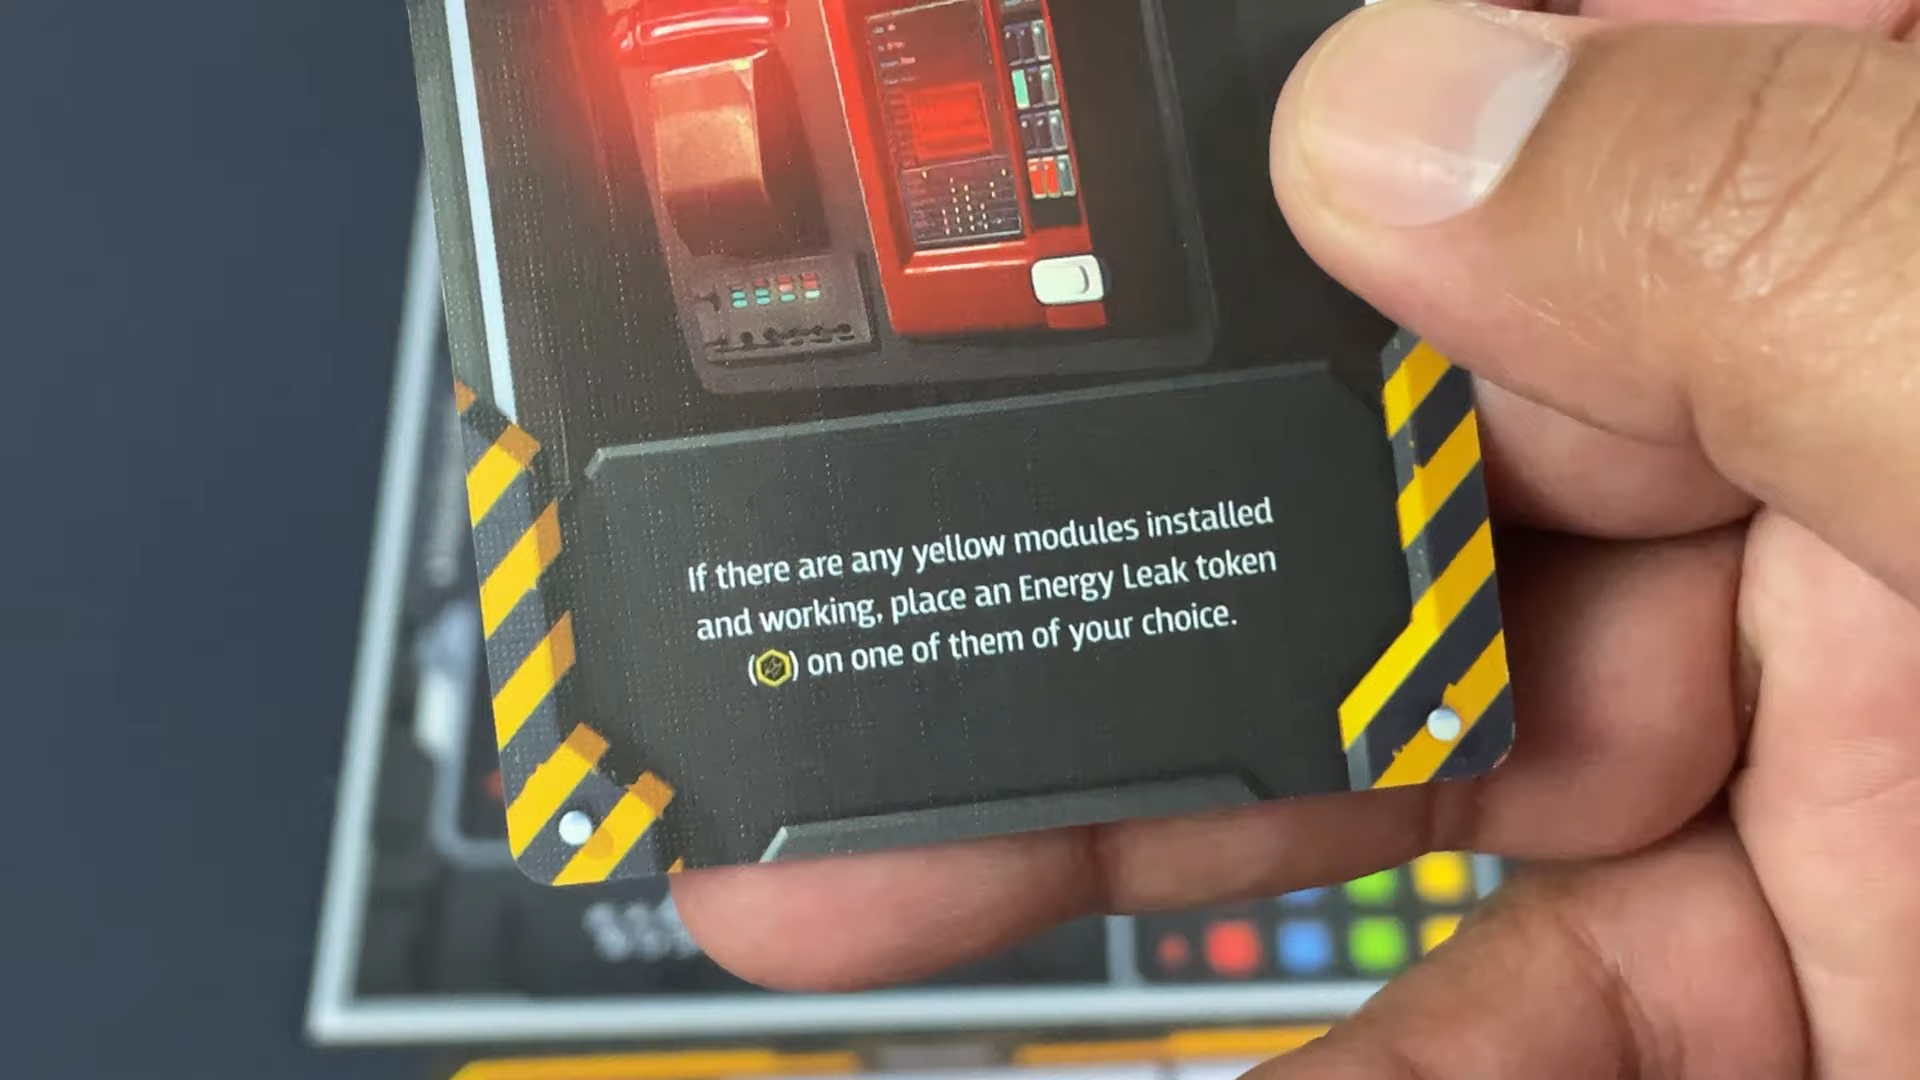 If there are any yellow modules installed
and working, place an Energy Leak token
() on one of them of your choice.